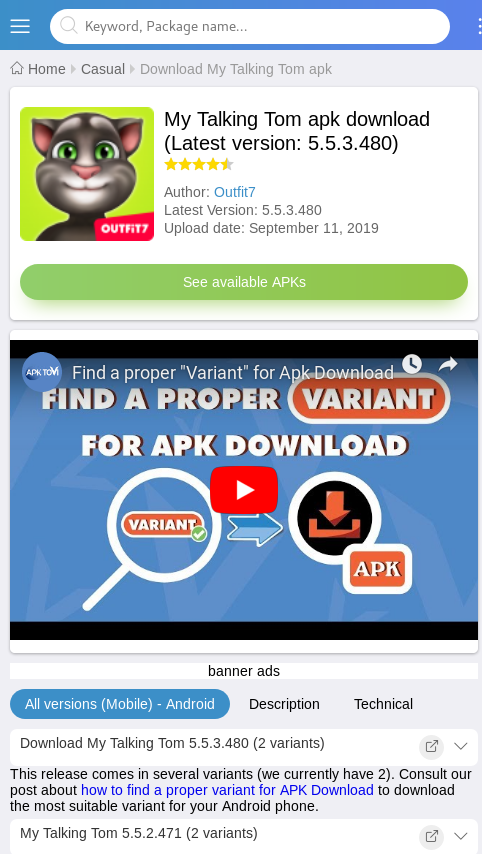 Keyword, Package name...
Home Casual Download My Talking Tom apk
My Talking Tom apk download
(Latest version: 5.5.3.480)
Author: Outfit7
Latest Version: 5.5.3.480
Upload date: September 11, 2019
OUTFIT7
See available APKs
Find a proper "Variant" for Apk Download
FIND A PROPER VARIANT
FOR APK DOWNLOAD
VARIANT
APK
banner ads
All versions (Mobile) - Android Description Technical
Download My Talking Tom 5.5.3.480 (2 variants)
This release comes in several variants (we currently have 2). Consult our
post about how to find a proper variant for APK Download to download
the most suitable variant for your Android phone.
My Talking Tom 5.5.2.471 (2 variants)